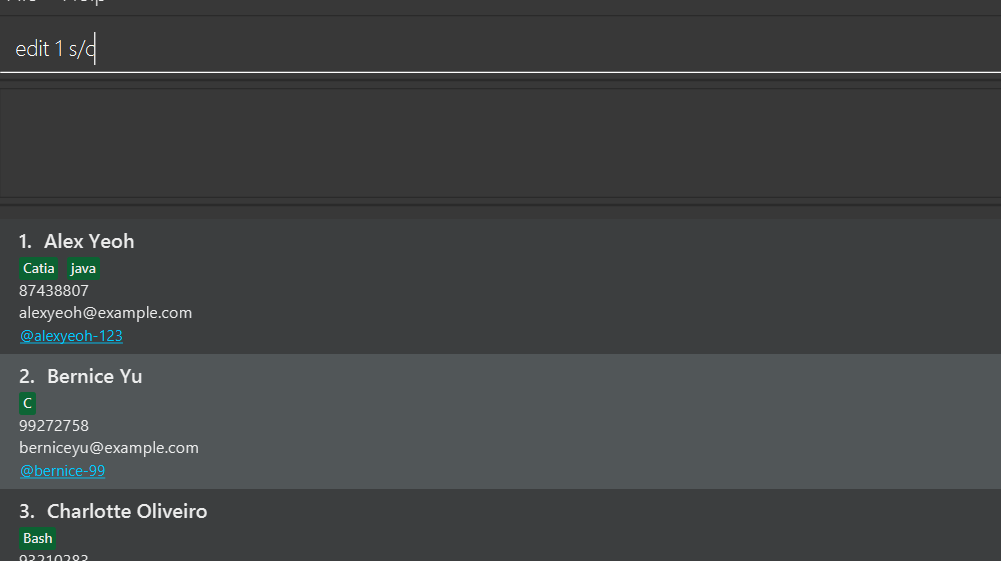 File Help
edit 1 s/c
1. Alex Yeoh
Catia java
87438807
alexyeoh@example.com
@alexyeoh-123
2. Bernice Yu
C
99272758
berniceyu@example.com
@bernice-99
3. Charlotte Oliveiro
Bash
93210283